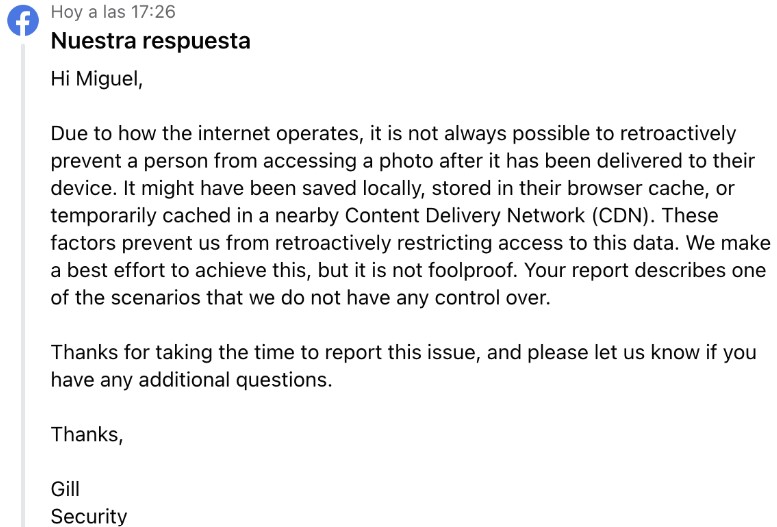 Hoy a las 17:26
Nuestra respuesta
Hi Miguel,
Due to how the internet operates, it is not always possible to retroactively
prevent a person from accessing a photo after it has been delivered to their
device. It might have been saved locally, stored in their browser cache, or
temporarily cached in a nearby Content Delivery Network (CDN). These
factors prevent us from retroactively restricting access to this data. We make
a best effort to achieve this, but it is not foolproof. Your report describes one
of the scenarios that we do not have any control over.
Thanks for taking the time to report this issue, and please let us know if you
have any additional questions.
Thanks,
Gill
Security